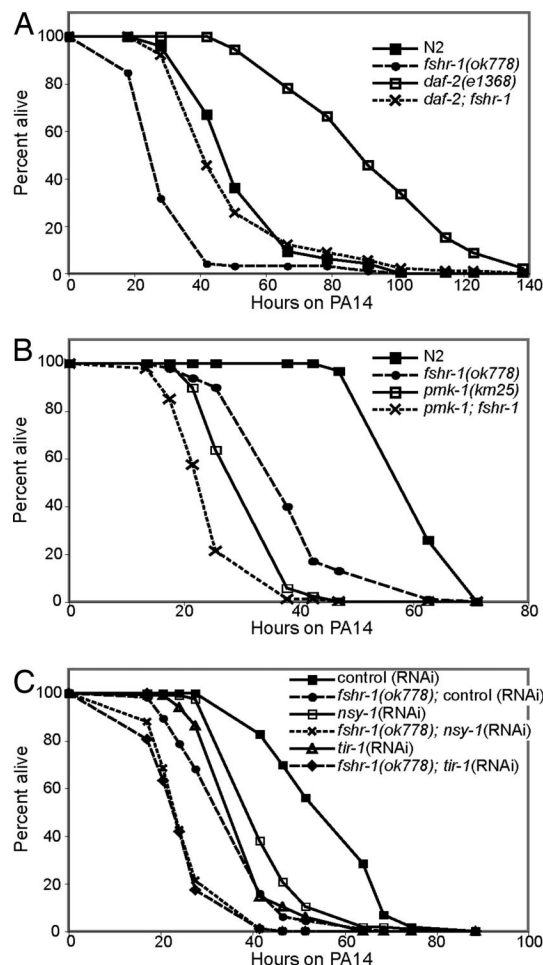 A
100
80
60
40
20
0
Percent alive
N2
fshr-1(ok778)
daf-2(e1368)
daf-2; fshr-1
0 20 40 60 80 100 120 140
Hours on PA14
B
100
80
60
40
20
0
Percent alive
N2
fshr-1(ok778)
pmk-1(km25)
pmk-1; fshr-1
0 20 40 60 80
Hours on PA14
C
100
80
60
40
20
0
Percent alive
control (RNAi)
fshr-1(ok778); control (RNAi)
nsy-1(RNAi)
fshr-1(ok778); nsy-1(RNAi)
tir-1(RNAi)
fshr-1(ok778); tir-1(RNAi)
0 20 40 60 80 100
Hours on PA14